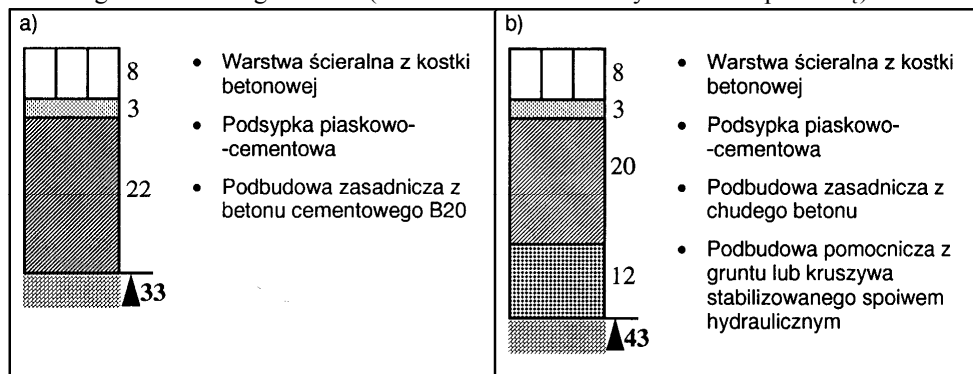 a)
8
3
22
33
• Warstwa ścieralna z kostki
betonowej
• Podsypka piaskowo-
-cementowa
• Podbudowa zasadnicza z
betonu cementowego B20
b)
8
3
20
12
43
• Warstwa ścieralna z kostki
betonowej
• Podsypka piaskowo-
-cementowa
• Podbudowa zasadnicza z
chudego betonu
• Podbudowa pomocnicza z
gruntu lub kruszywa
stabilizowanego spoiwem
hydraulicznym